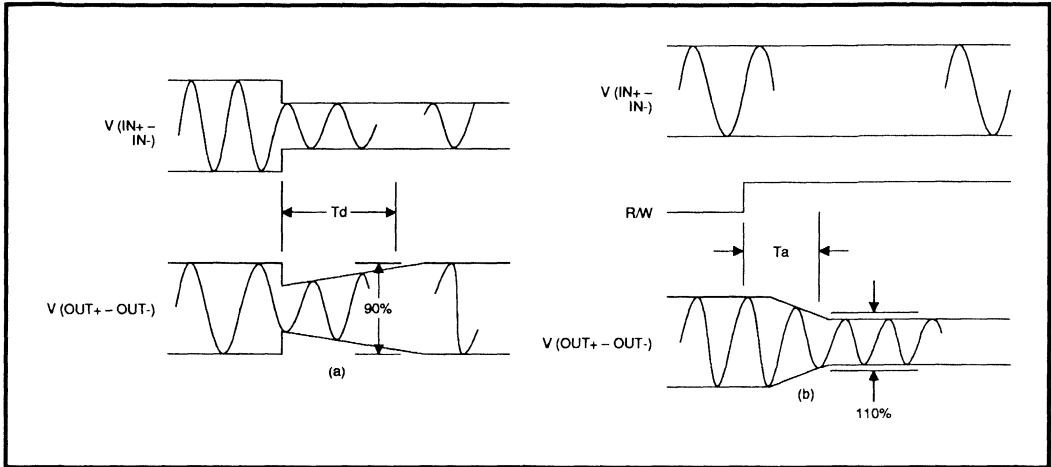 V (IN+ –
IN-)
Td
V (OUT+ – OUT-)
90%
(a)
V (IN+ –
IN-)
R/W
Ta
V (OUT+ – OUT-)
(b)
110%